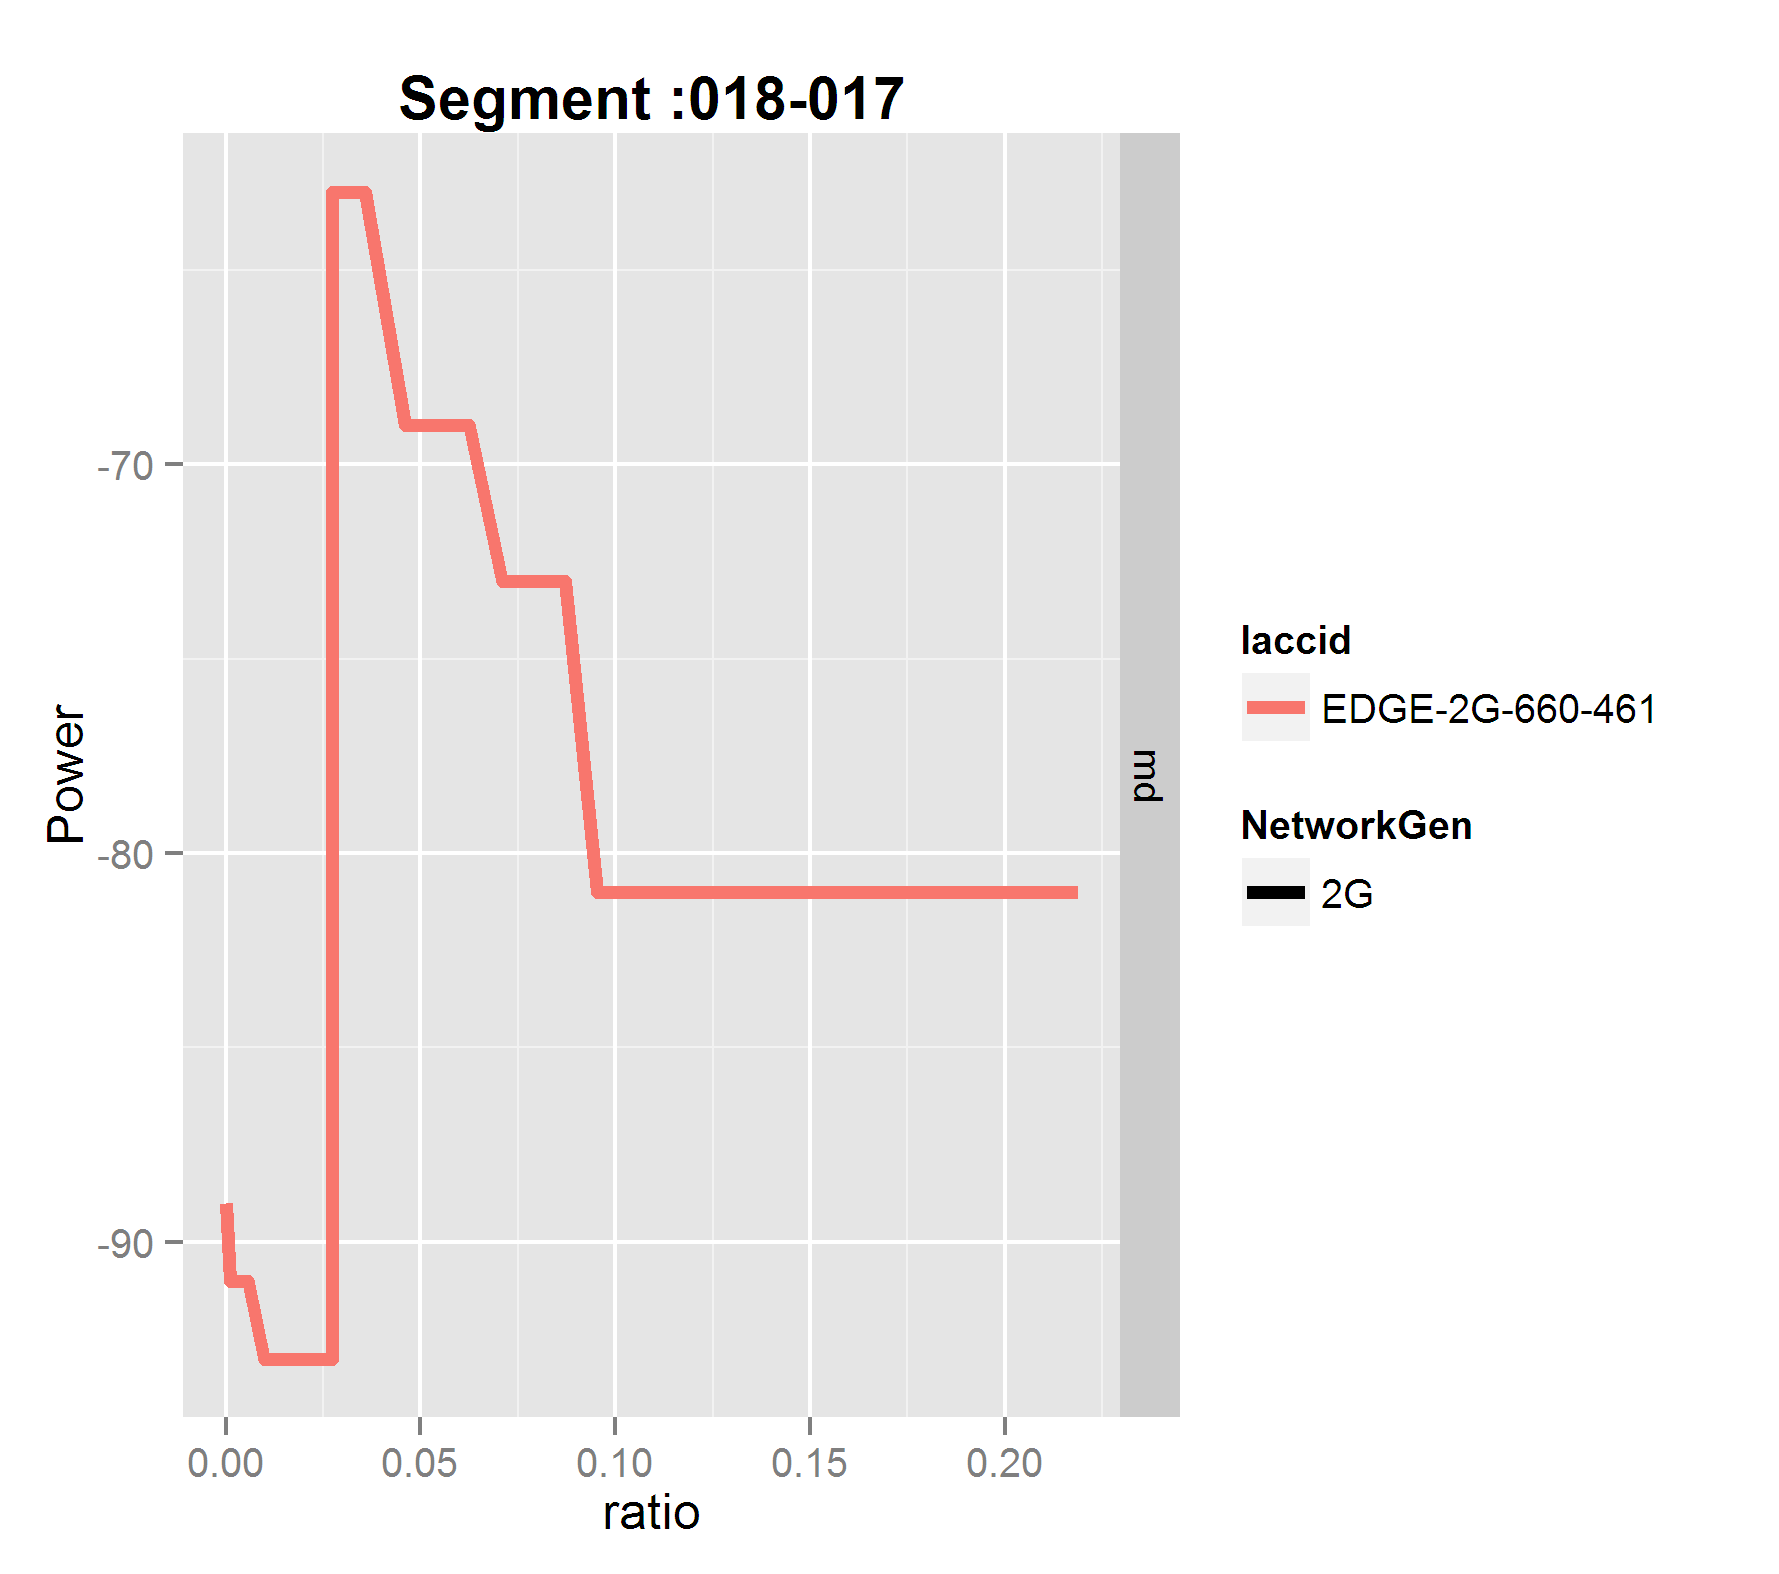 Segment :018-017
Power
-70
-80
-90
0.00 0.05 0.10 0.15 0.20
ratio
md
laccid
EDGE-2G-660-461
NetworkGen
2G